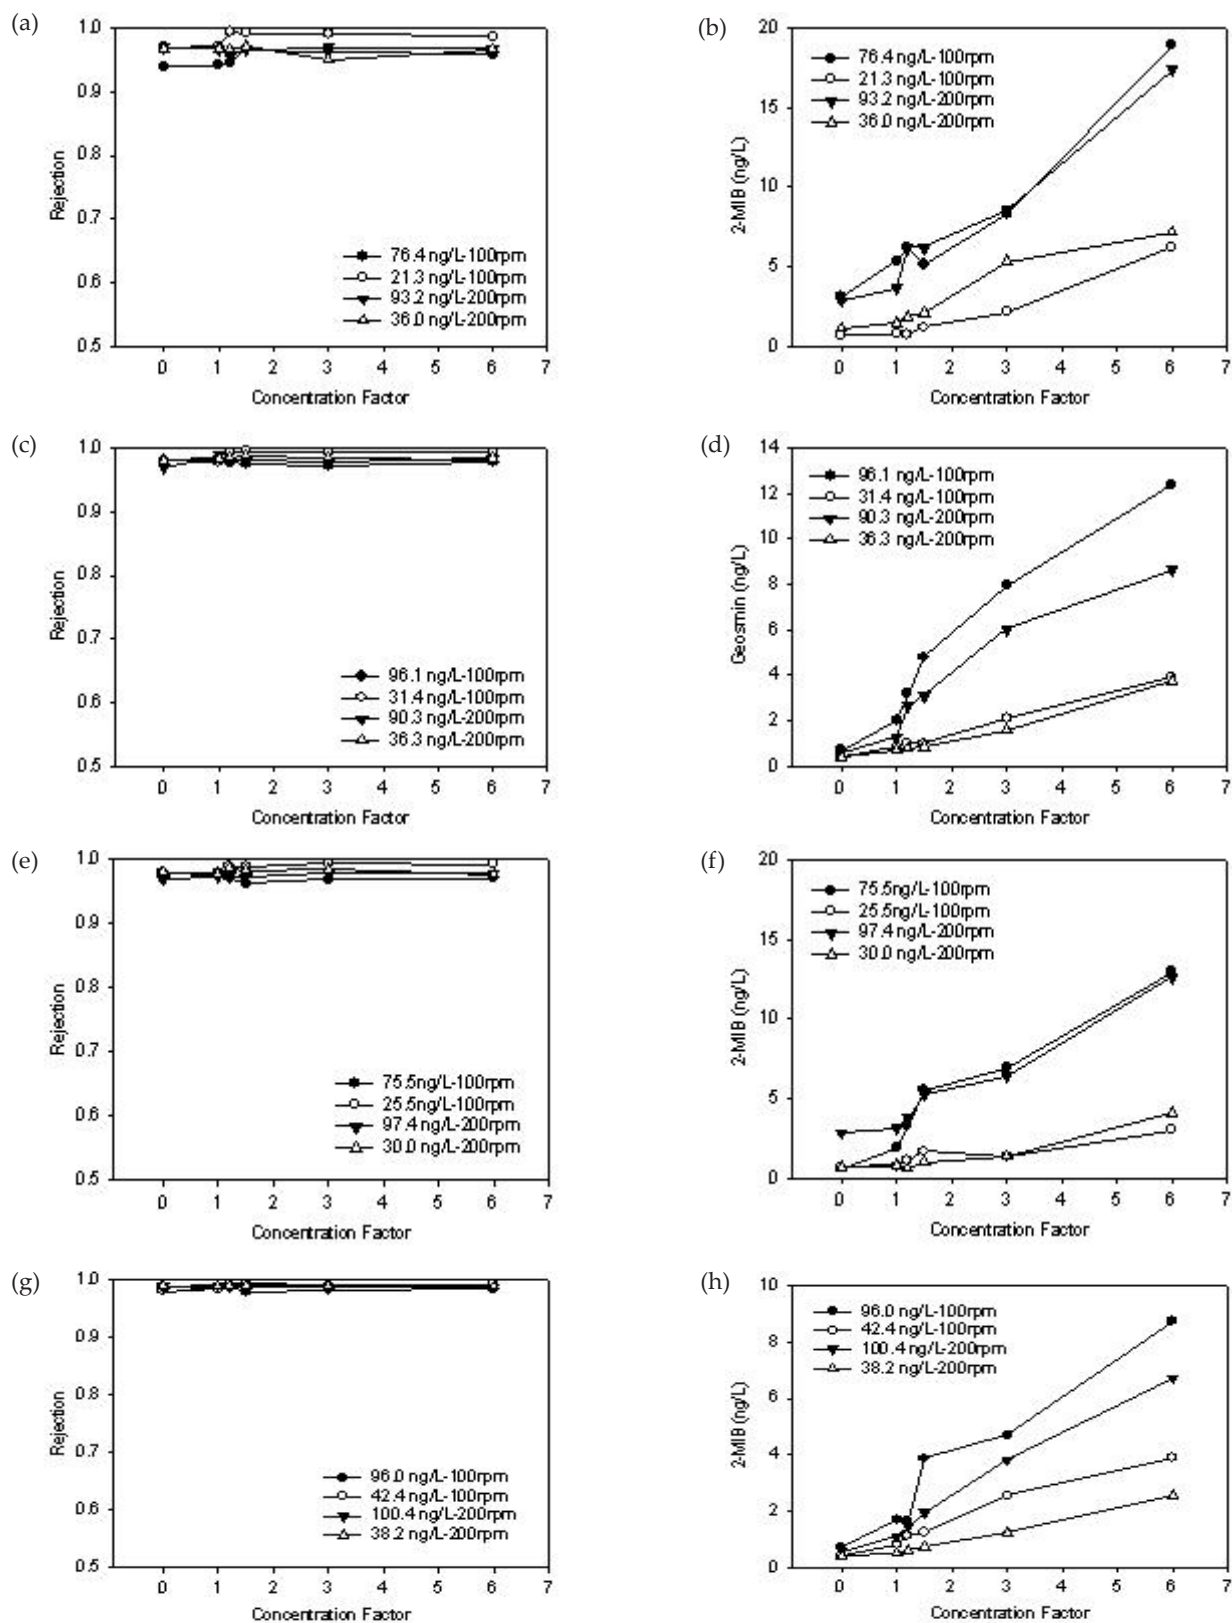 (a)
1.0
0.9
0.8
0.7
0.6
0.5
Rejection
76.4 ng/L-100rpm
21.3 ng/L-100rpm
93.2 ng/L-200rpm
36.0 ng/L-200rpm
0 1 2 3 4 5 6 7
Concentration Factor
(b)
20
15
10
5
0
2-MIB (ng/L)
76.4 ng/L-100rpm
21.3 ng/L-100rpm
93.2 ng/L-200rpm
36.0 ng/L-200rpm
0 1 2 3 4 5 6 7
Concentration Factor
(c)
1.0
0.9
0.8
0.7
0.6
0.5
Rejection
96.1 ng/L-100rpm
31.4 ng/L-100rpm
90.3 ng/L-200rpm
36.3 ng/L-200rpm
0 1 2 3 4 5 6 7
Concentration Factor
(d)
14
12
10
8
6
4
2
0
Geosmin (ng/L)
96.1 ng/L-100rpm
31.4 ng/L-100rpm
90.3 ng/L-200rpm
36.3 ng/L-200rpm
0 1 2 3 4 5 6 7
Concentration Factor
(e)
1.0
0.9
0.8
0.7
0.6
0.5
Rejection
75.5ng/L-100rpm
25.5ng/L-100rpm
97.4 ng/L-200rpm
30.0 ng/L-200rpm
0 1 2 3 4 5 6 7
Concentration Factor
(f)
20
15
10
5
0
2-MIB (ng/L)
75.5ng/L-100rpm
25.5ng/L-100rpm
97.4 ng/L-200rpm
30.0 ng/L-200rpm
0 1 2 3 4 5 6 7
Concentration Factor
(g)
1.0
0.9
0.8
0.7
0.6
0.5
Rejection
96.0 ng/L-100rpm
42.4 ng/L-100rpm
100.4 ng/L-200rpm
38.2 ng/L-200rpm
0 1 2 3 4 5 6 7
Concentration Factor
(h)
10
8
6
4
2
0
2-MIB (ng/L)
96.0 ng/L-100rpm
42.4 ng/L-100rpm
100.4 ng/L-200rpm
38.2 ng/L-200rpm
0 1 2 3 4 5 6 7
Concentration Factor